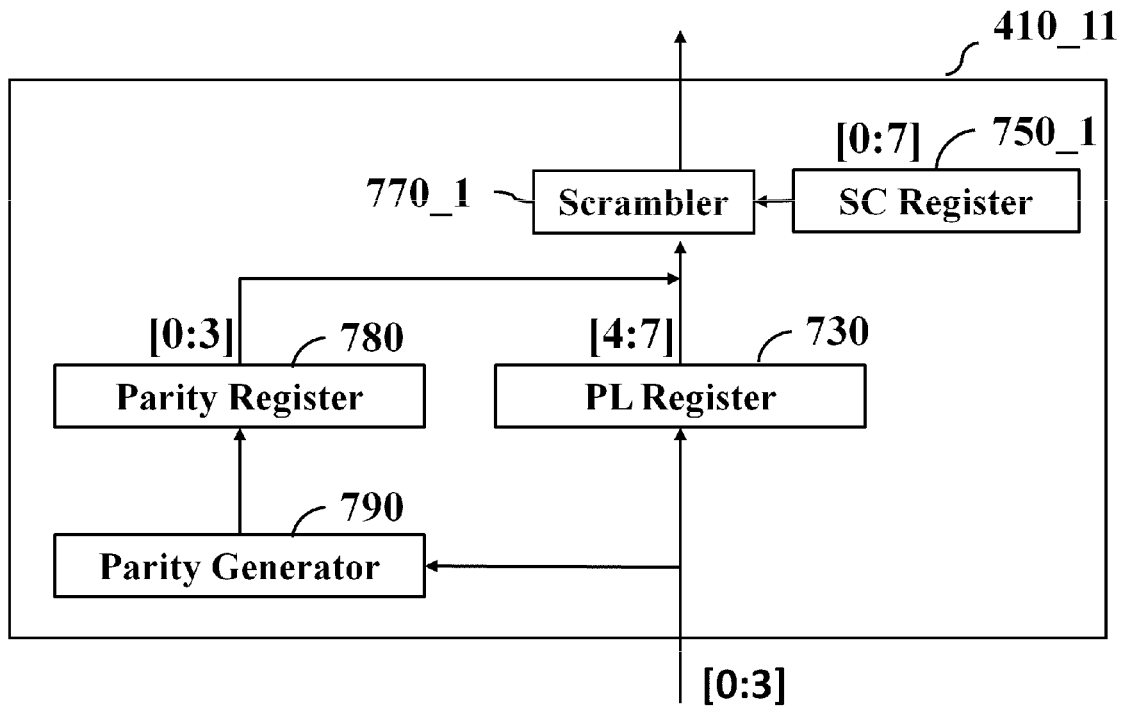 410_11
[0:7] 750_1
770_1 Scrambler SC Register
[0:3] 780 [4:7] 730
Parity Register PL Register
790
Parity Generator
[0:3]